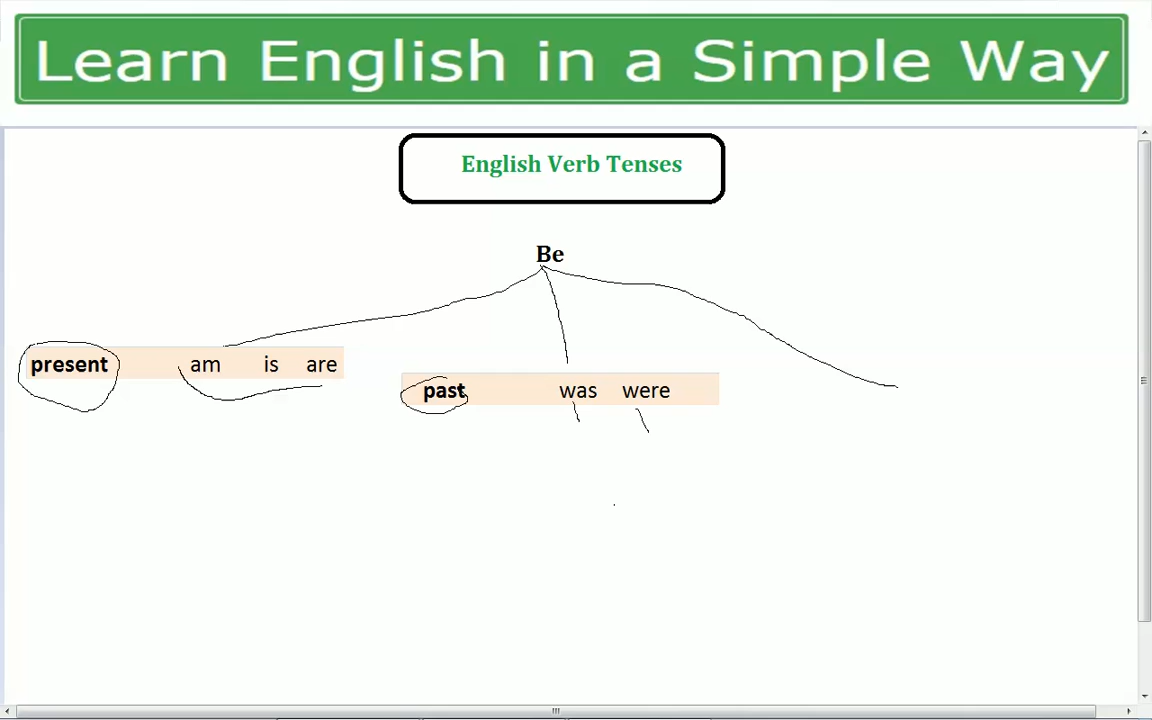 Learn English in a Simple Way
English Verb Tenses
Be
present am is are
past was were